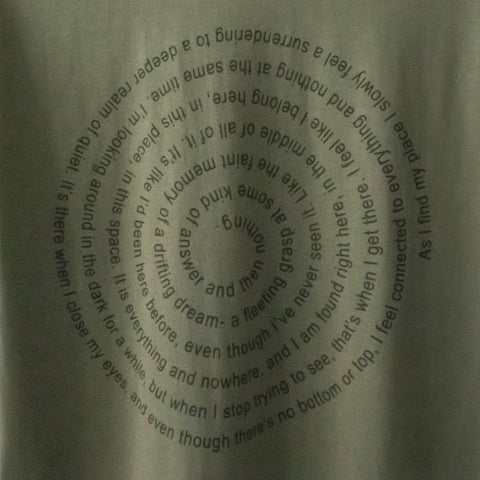 As I find my place I slowly feel a surrendering to a deeper realm of quiet. It's there when I close my eyes, and even though there's no bottom or top, I feel connected to everything and nothing at the same time. I'm looking around in the dark for a while, but when I stop trying to see, that's when I get there. I feel like I belong here, in this place, in this space. It is everything and nowhere, and I am found right here, in the middle of all of it. It's like I'd been here before, even though I've never seen it. Like the faint memory of a drifting dream- a fleeting grasp at some kind of answer and then nothing.